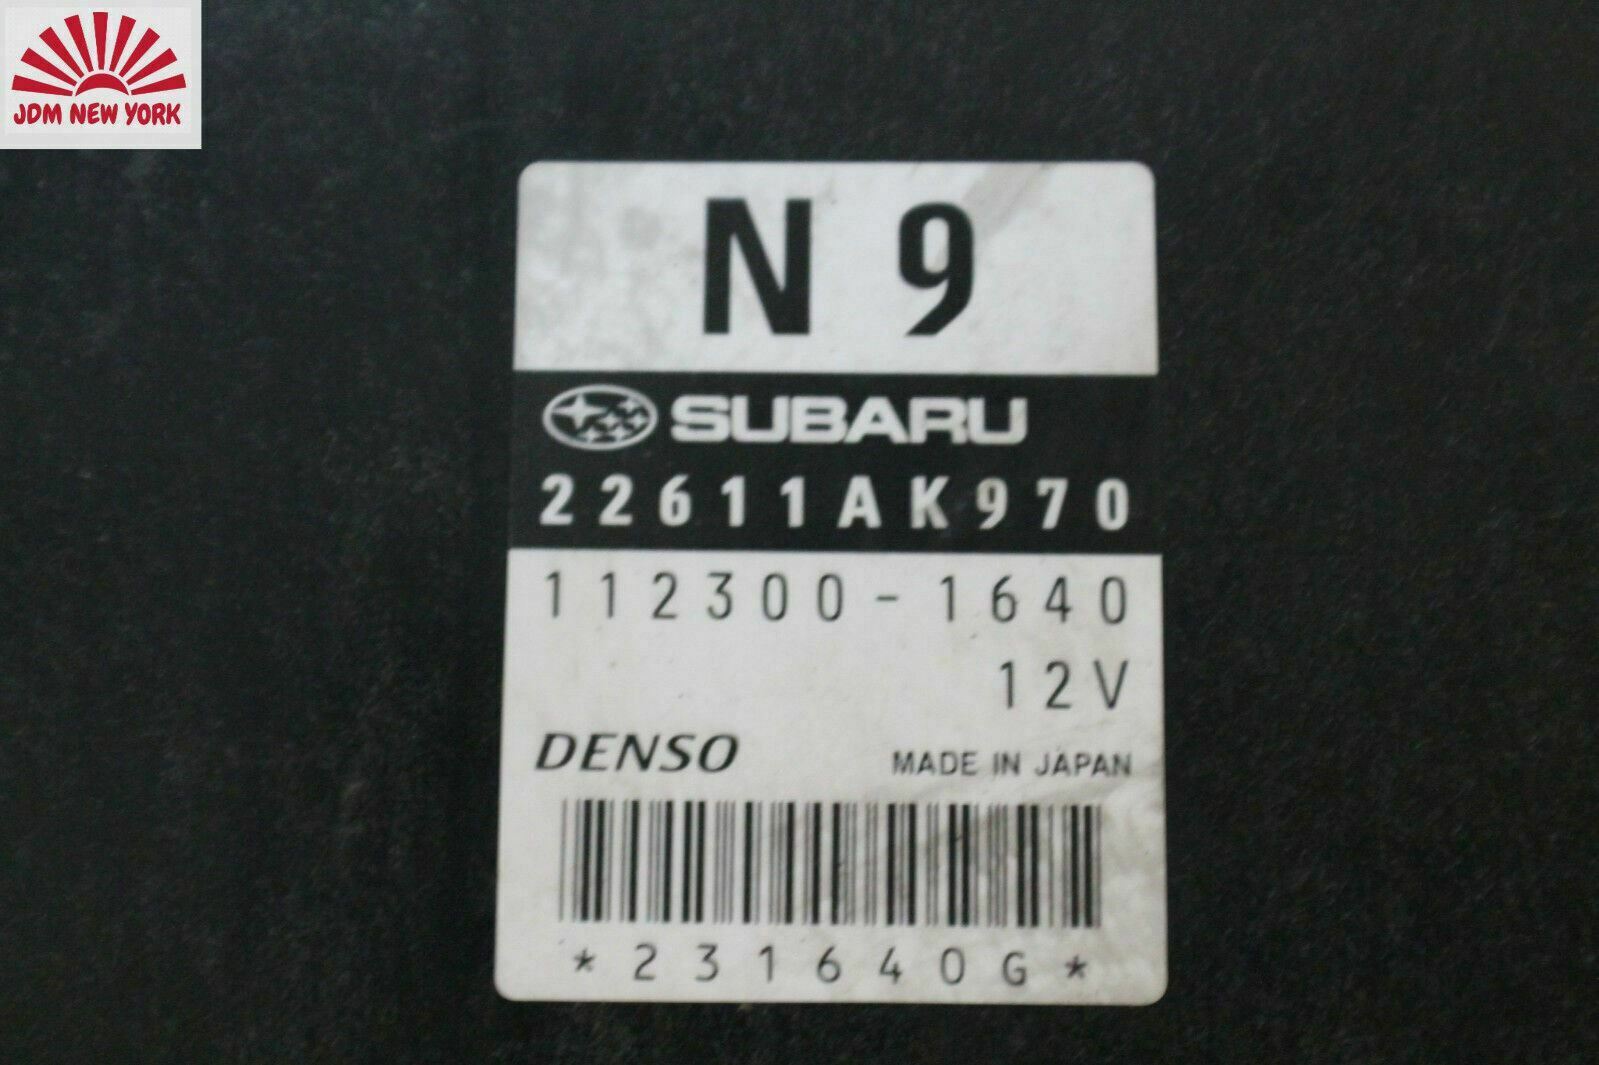 JDM NEW YORK
N 9
SUBARU
22611AK970
112300-1640
12V
DENSO
MADE IN JAPAN
*231640G*